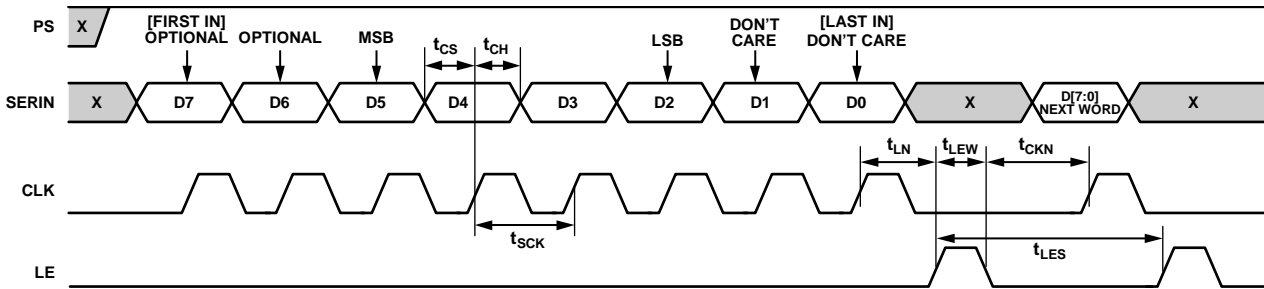 PS X [FIRST IN] OPTIONAL OPTIONAL MSB tCS tCH LSB DON'T CARE [LAST IN] DON'T CARE
SERIN X D7 D6 D5 D4 D3 D2 D1 D0 X D[7:0] NEXT WORD X
tLN tLEW tCKN
CLK
tSCK tLES
LE